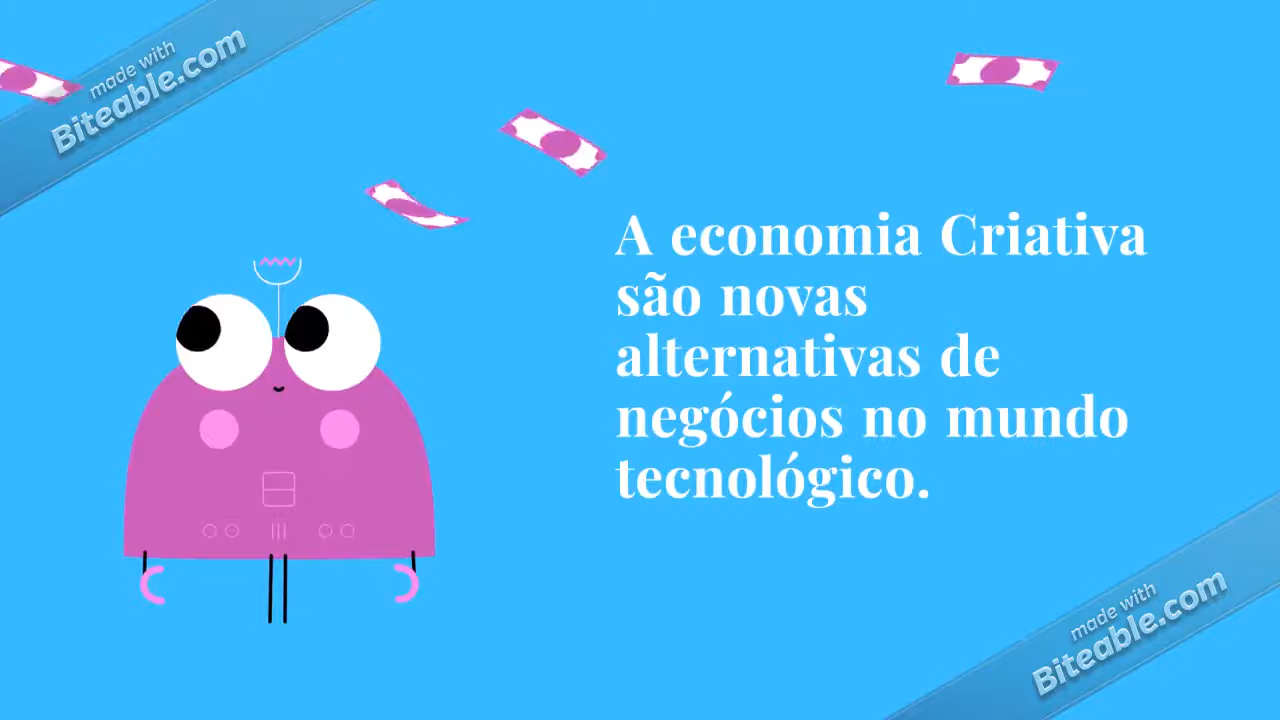 made with
Biteable.com
A economia Criativa
são novas
alternativas de
negócios no mundo
tecnológico.
made with
Biteable.com